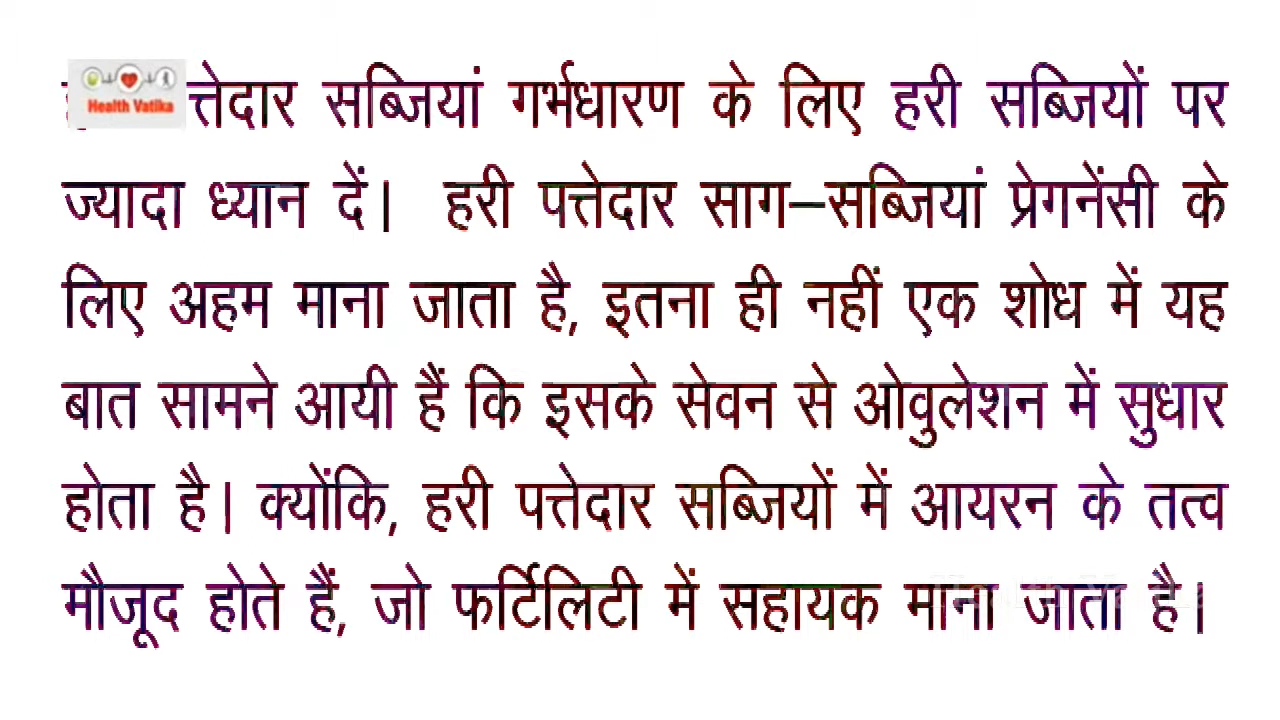 Health Vatika
त्तेदार सब्जियां गर्भधारण के लिए हरी सब्जियों पर
ज्यादा ध्यान दें। हरी पत्तेदार साग–सब्जियां प्रेगनेंसी के
लिए अहम माना जाता है, इतना ही नहीं एक शोध में यह
बात सामने आयी हैं कि इसके सेवन से ओवुलेशन में सुधार
होता है। क्योंकि, हरी पत्तेदार सब्जियों में आयरन के तत्व
मौजूद होते हैं, जो फर्टिलिटी में सहायक माना जाता है।